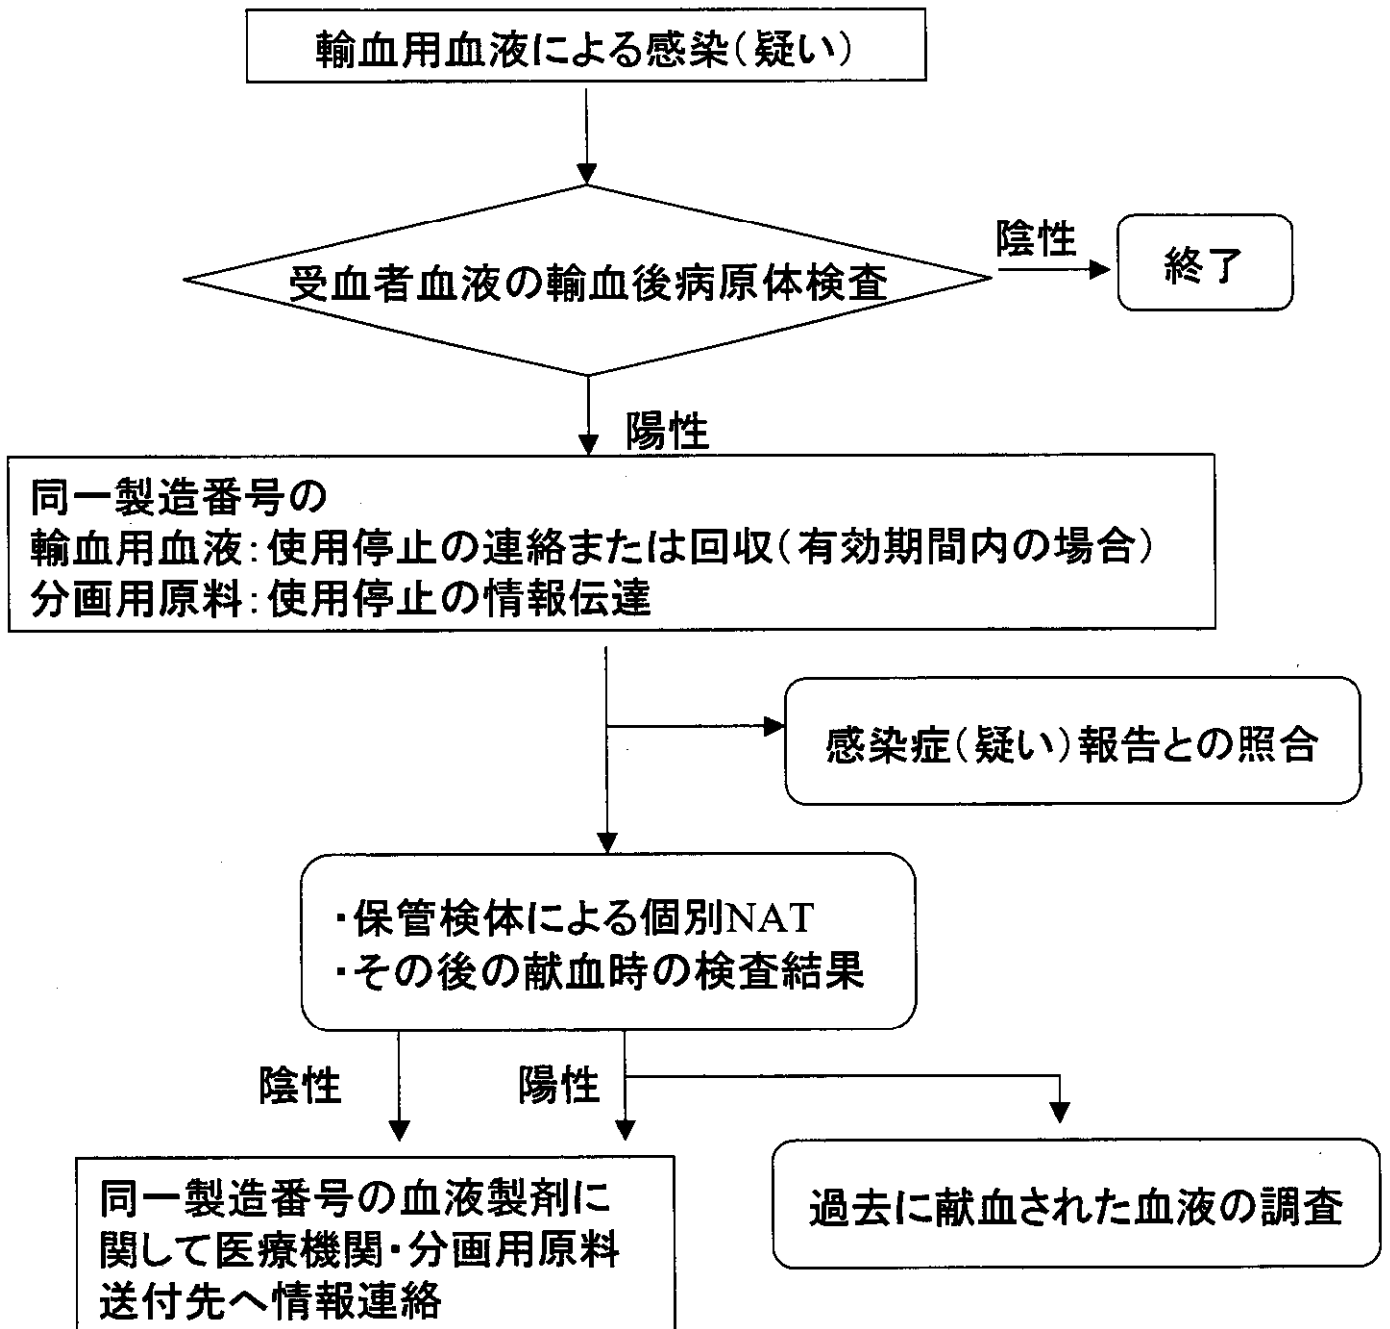 輸血用血液による感染(疑い)
受血者血液の輸血後病原体検査
陰性
終了
陽性
同一製造番号の
輸血用血液:使用停止の連絡または回収(有効期間内の場合)
分画用原料:使用停止の情報伝達
感染症(疑い)報告との照合
・保管検体による個別NAT
・その後の献血時の検査結果
陰性
陽性
同一製造番号の血液製剤に
関して医療機関・分画用原料
送付先へ情報連絡
過去に献血された血液の調査